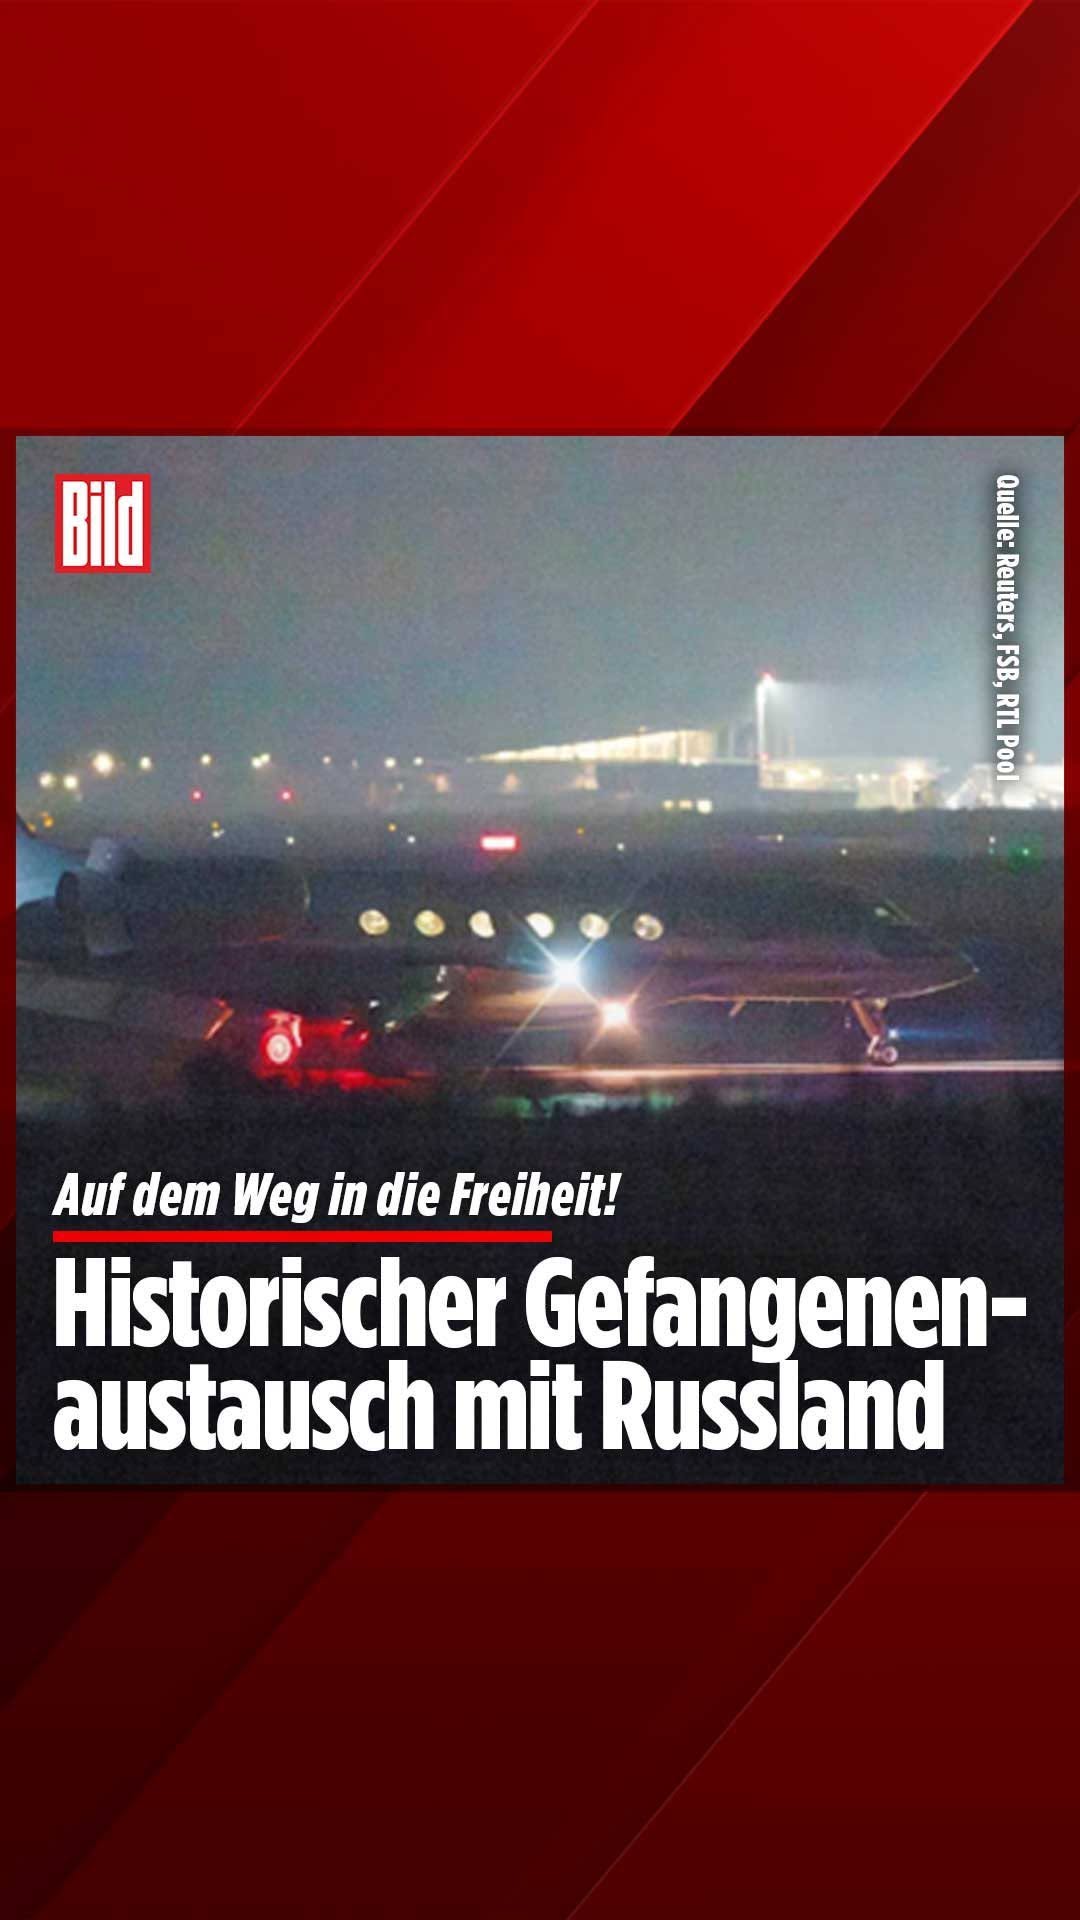 Bild
Quelle: Reuters, FSB, RTL Pool
Auf dem Weg in die Freiheit!
Historischer Gefangenen-
austausch mit Russland